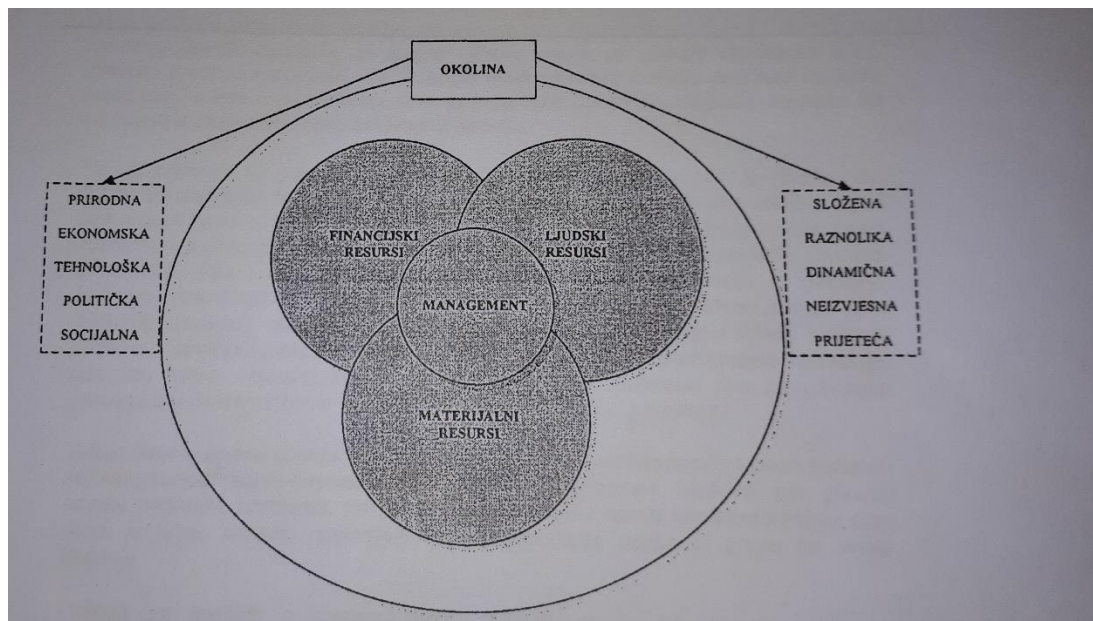 OKOLINA
PRIRODNA
EKONOMSKA
TEHNOLOŠKA
POLITIČKA
SOCIJALNA
FINANCIJSKI
RESURSI
LJUDSKI
RESURSI
MANAGEMENT
MATERIJALNI
RESURSI
SLOŽENA
RAZNOLIKA
DINAMIČNA
NEIZVJESNA
PRIJETEĆA